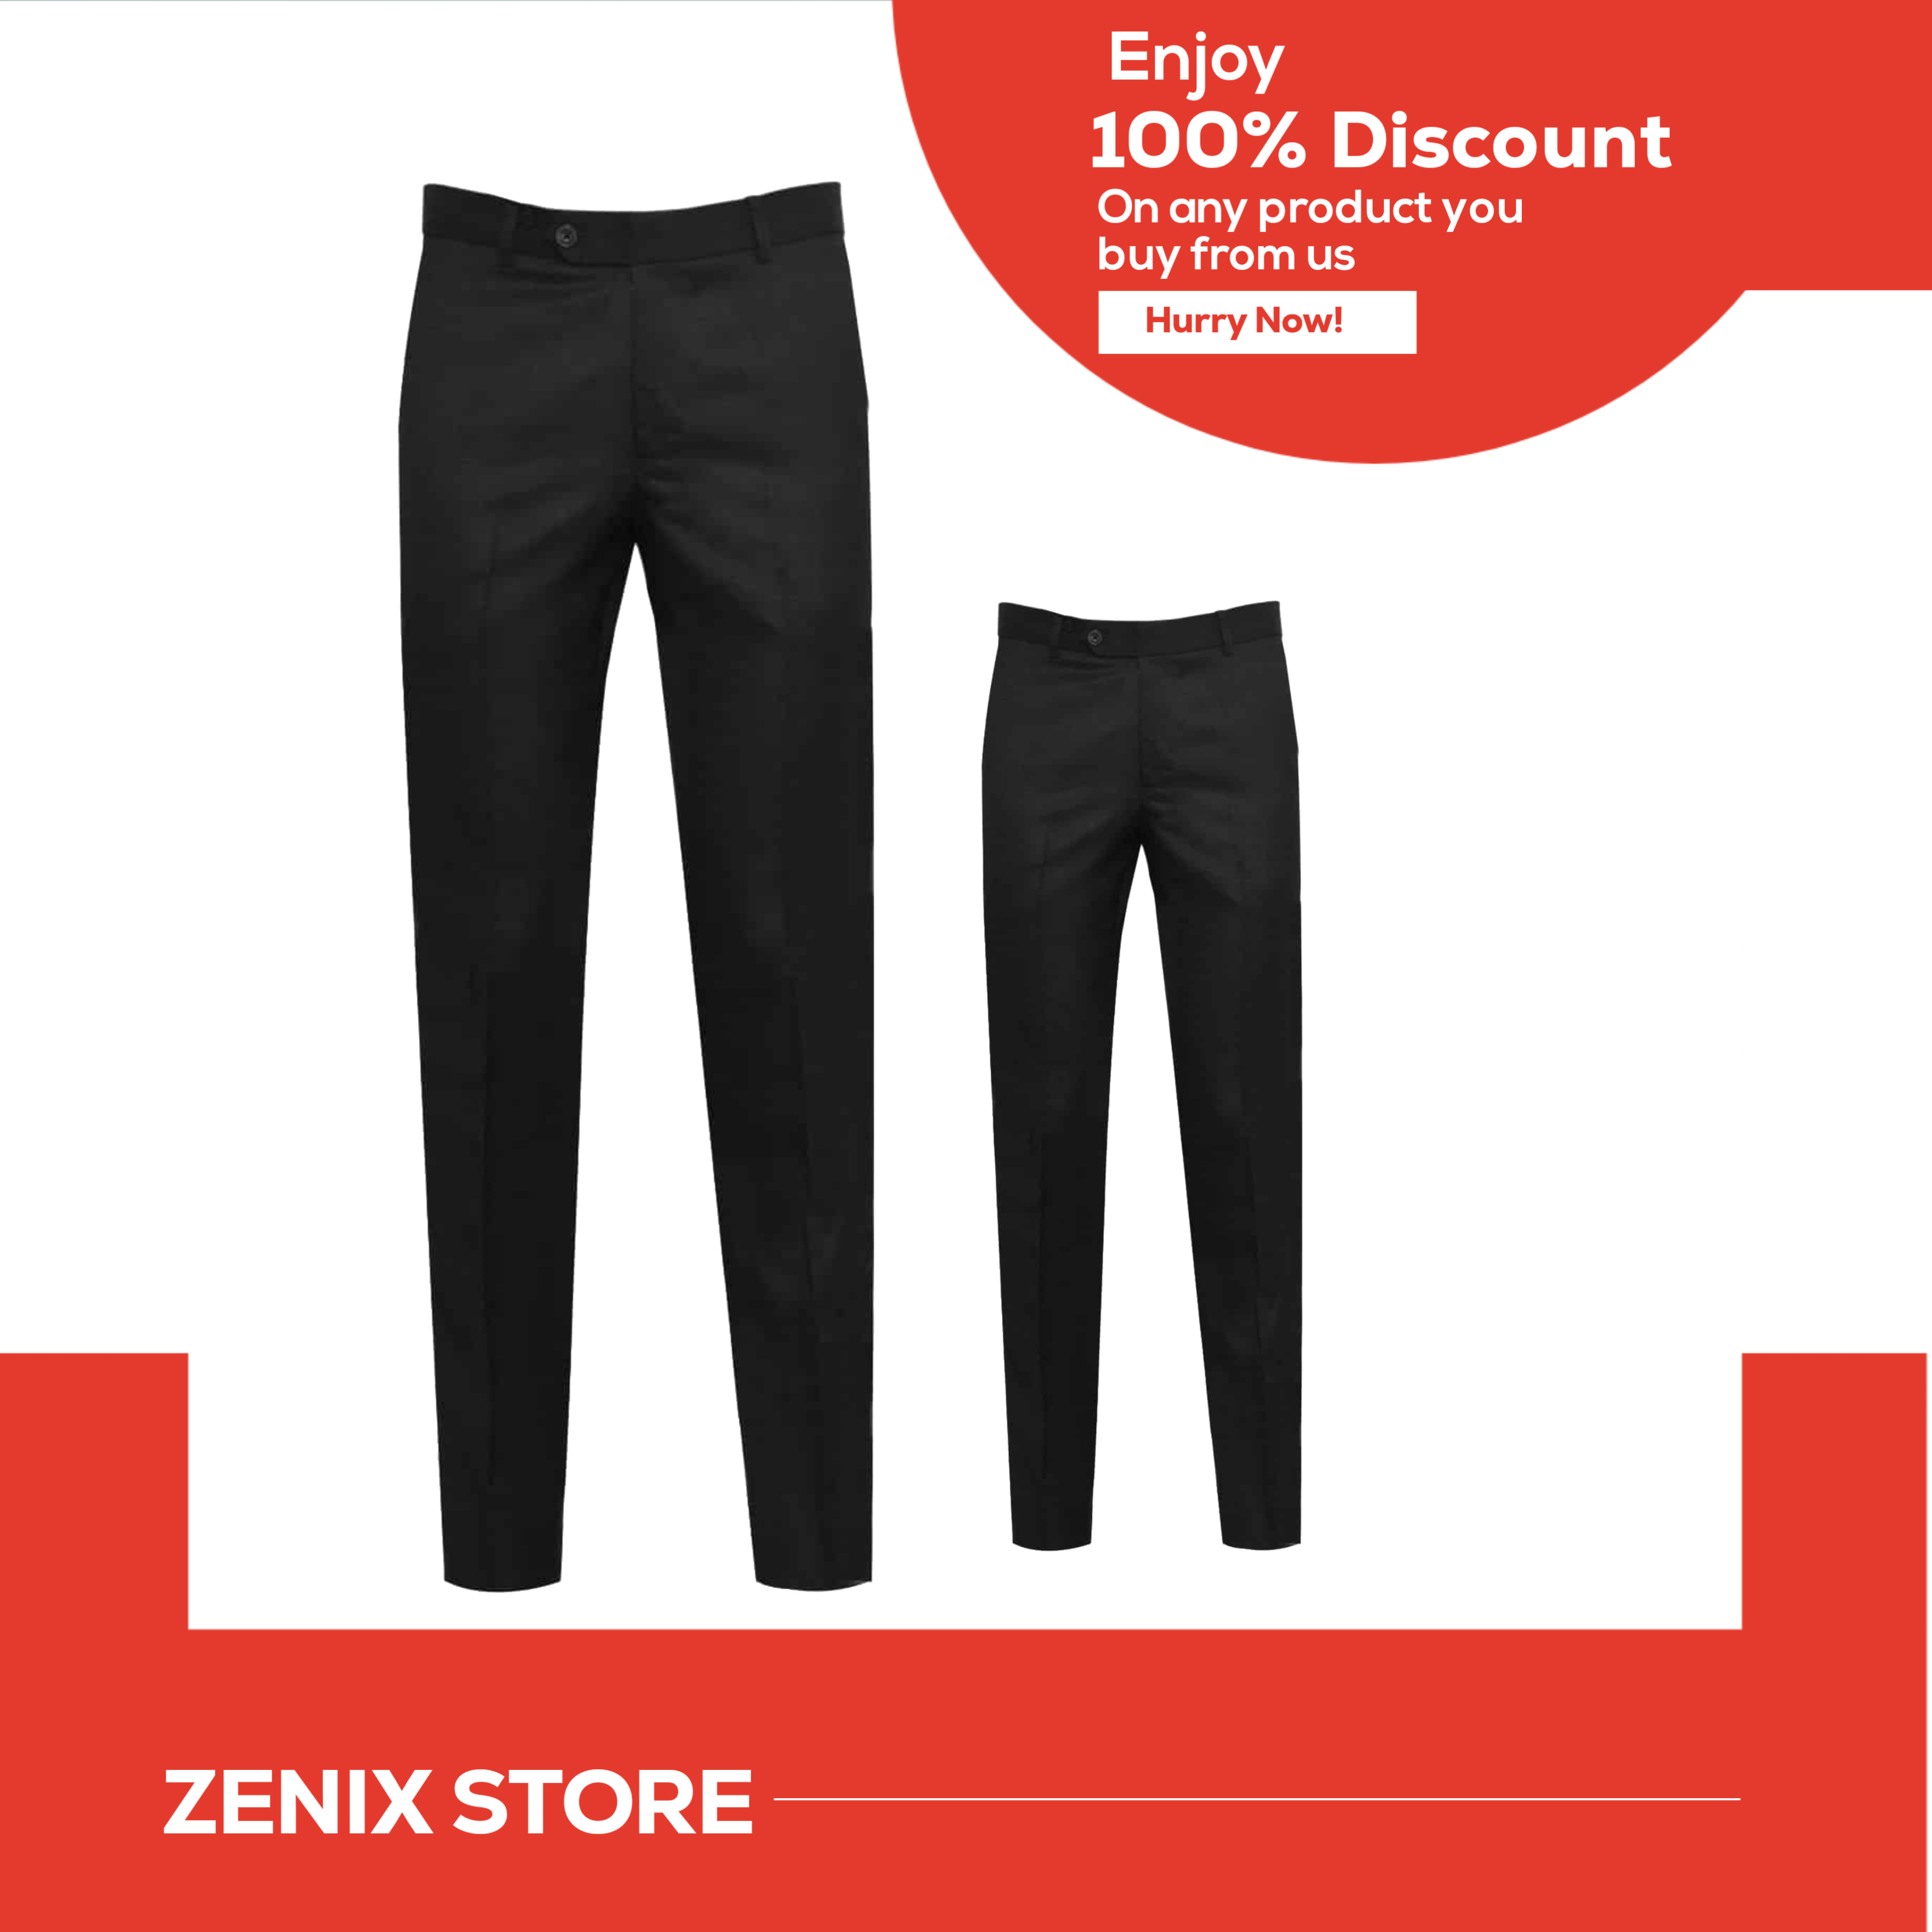 Enjoy
100% Discount
On any product you
buy from us
Hurry Now!
ZENIX STORE